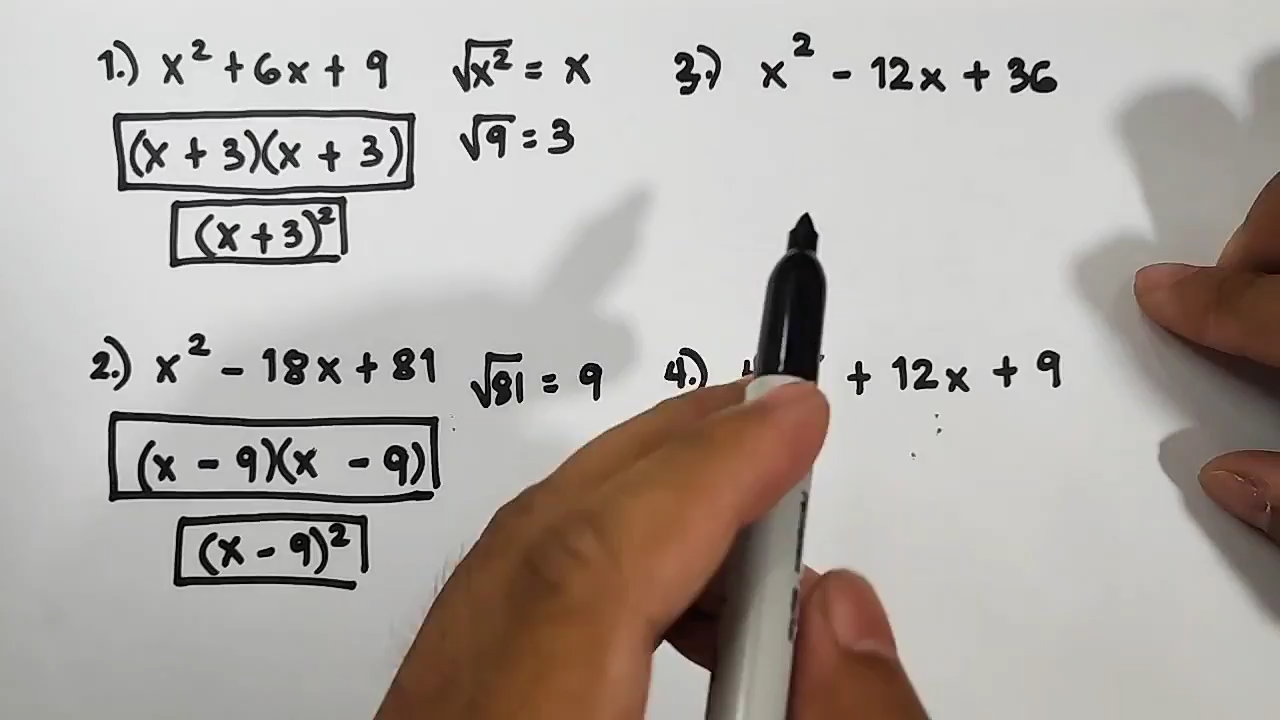 1.) x² + 6x + 9
√x² = x
(x + 3)(x + 3)
√9 = 3
(x + 3)²
2.) x² - 18x + 81
√81 = 9
(x - 9)(x - 9)
(x - 9)²
3.) x² - 12x + 36
4.) + 12x + 9